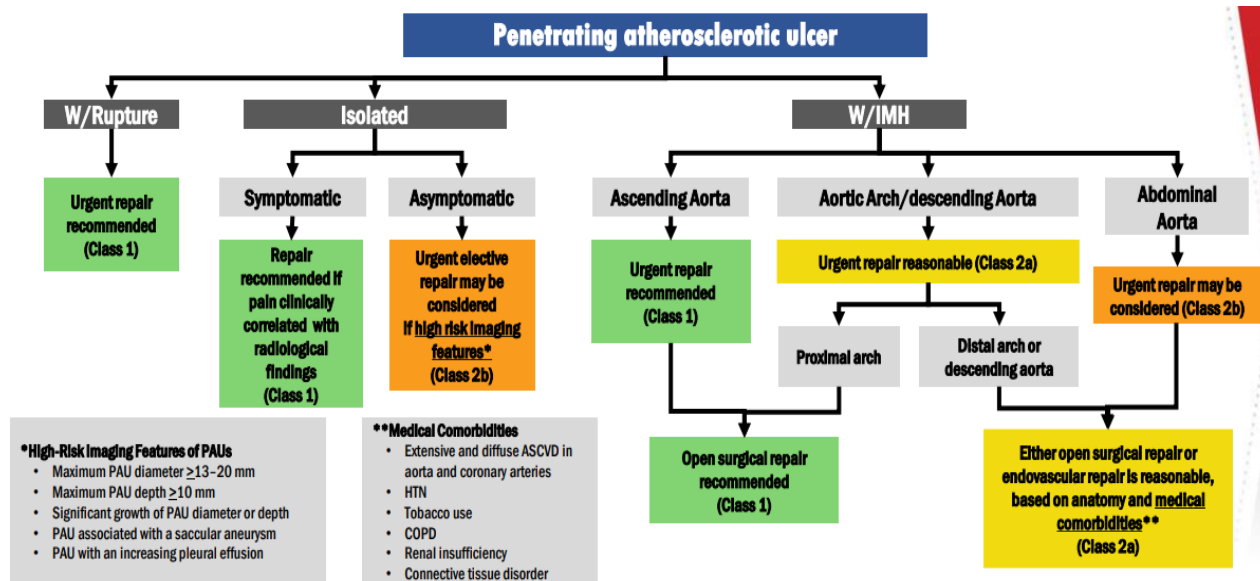 Penetrating atherosclerotic ulcer
W/Rupture
Isolated
W/IMH
Urgent repair
recommended
(Class 1)
Symptomatic
Asymptomatic
Repair
recommended if
pain clinically
correlated with
radiological
findings
(Class 1)
Urgent elective
repair may be
considered
If high risk imaging
features*
(Class 2b)
Ascending Aorta
Aortic Arch/descending Aorta
Abdominal
Aorta
Urgent repair
recommended
(Class 1)
Urgent repair reasonable (Class 2a)
Urgent repair may be
considered (Class 2b)
Proximal arch
Distal arch or
descending aorta
Open surgical repair
recommended
(Class 1)
Either open surgical repair or
endovascular repair is reasonable,
based on anatomy and medical
comorbidities**
(Class 2a)
*High-Risk Imaging Features of PAUs
• Maximum PAU diameter ≥13–20 mm
• Maximum PAU depth ≥10 mm
• Significant growth of PAU diameter or depth
• PAU associated with a saccular aneurysm
• PAU with an increasing pleural effusion
**Medical Comorbidities
• Extensive and diffuse ASCVD in
aorta and coronary arteries
• HTN
• Tobacco use
• COPD
• Renal insufficiency
• Connective tissue disorder